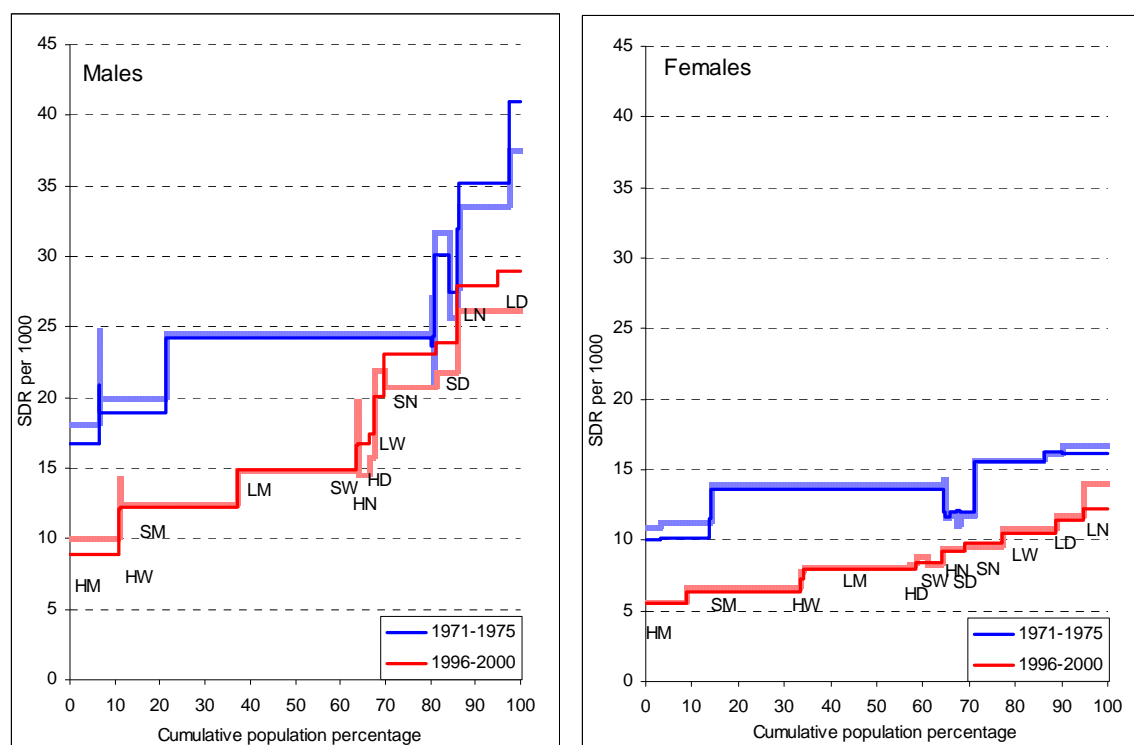 Males
SDR per 1000
45
40
35
30
25
20
15
10
5
0
HM
HW
SM
LM
SW
HN
HD
LW
SN
SD
LN
LD
1971-1975
1996-2000
0 10 20 30 40 50 60 70 80 90 100
Cumulative population percentage
Females
SDR per 1000
45
40
35
30
25
20
15
10
5
0
HM
SM
HW
LM
HD
SW
HN
SD
SN
LW
LD
LN
1971-1975
1996-2000
0 10 20 30 40 50 60 70 80 90 100
Cumulative population percentage